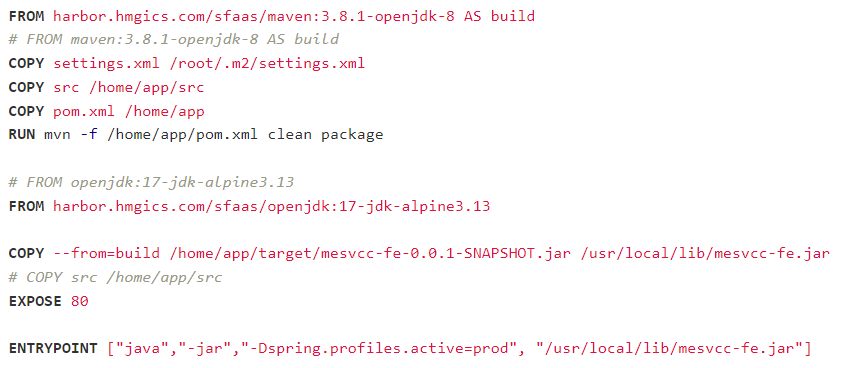 FROM harbor.hmgics.com/sfaas/maven:3.8.1-openjdk-8 AS build
# FROM maven:3.8.1-openjdk-8 AS build
COPY settings.xml /root/.m2/settings.xml
COPY src /home/app/src
COPY pom.xml /home/app
RUN mvn -f /home/app/pom.xml clean package
# FROM openjdk:17-jdk-alpine3.13
FROM harbor.hmgics.com/sfaas/openjdk:17-jdk-alpine3.13
COPY --from=build /home/app/target/mesvcc-fe-0.0.1-SNAPSHOT.jar /usr/local/lib/mesvcc-fe.jar
# COPY src /home/app/src
EXPOSE 80
ENTRYPOINT ["java","-jar","-Dspring.profiles.active=prod", "/usr/local/lib/mesvcc-fe.jar"]